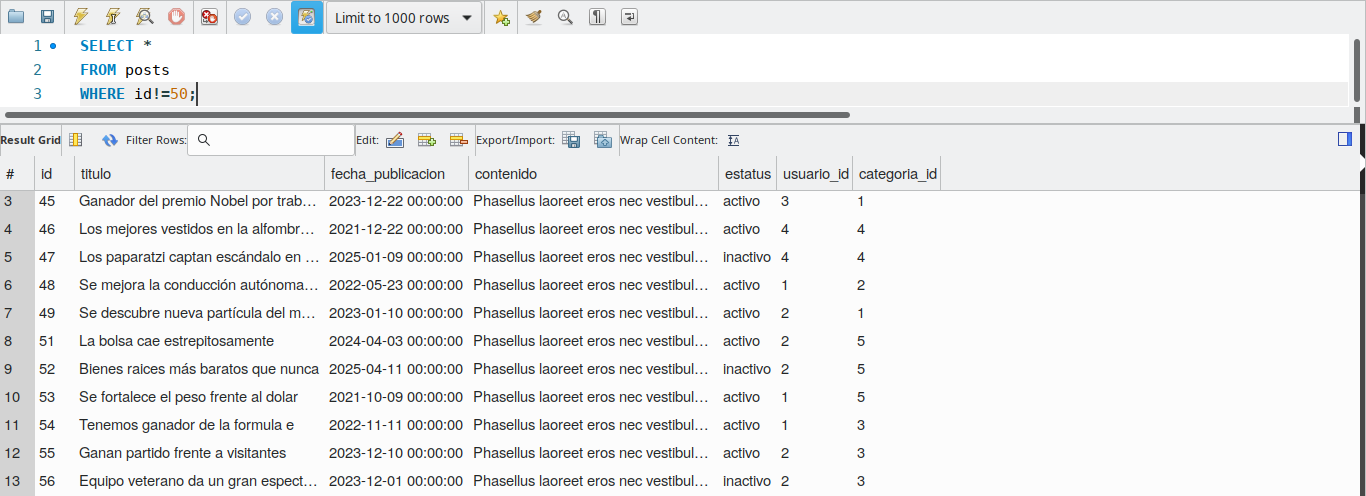 Limit to 1000 rows
1 SELECT *
2 FROM posts
3 WHERE id!=50;
Result Grid Filter Rows: Edit: Export/Import: Wrap Cell Content:
# id titulo fecha_publicacion contenido estatus usuario_id categoria_id
3 45 Ganador del premio Nobel por trab... 2023-12-22 00:00:00 Phasellus laoreet eros nec vestibul... activo 3 1
4 46 Los mejores vestidos en la alfombr... 2021-12-22 00:00:00 Phasellus laoreet eros nec vestibul... activo 4 4
5 47 Los paparatzi captan escándalo en ... 2025-01-09 00:00:00 Phasellus laoreet eros nec vestibul... inactivo 4 4
6 48 Se mejora la conducción autónoma... 2022-05-23 00:00:00 Phasellus laoreet eros nec vestibul... activo 1 2
7 49 Se descubre nueva partícula del m... 2023-01-10 00:00:00 Phasellus laoreet eros nec vestibul... activo 2 1
8 51 La bolsa cae estrepitosamente 2024-04-03 00:00:00 Phasellus laoreet eros nec vestibul... activo 2 5
9 52 Bienes raices más baratos que nunca 2025-04-11 00:00:00 Phasellus laoreet eros nec vestibul... inactivo 2 5
10 53 Se fortalece el peso frente al dolar 2021-10-09 00:00:00 Phasellus laoreet eros nec vestibul... activo 1 5
11 54 Tenemos ganador de la formula e 2022-11-11 00:00:00 Phasellus laoreet eros nec vestibul... activo 1 3
12 55 Ganan partido frente a visitantes 2023-12-10 00:00:00 Phasellus laoreet eros nec vestibul... activo 2 3
13 56 Equipo veterano da un gran espect... 2023-12-01 00:00:00 Phasellus laoreet eros nec vestibul... inactivo 2 3